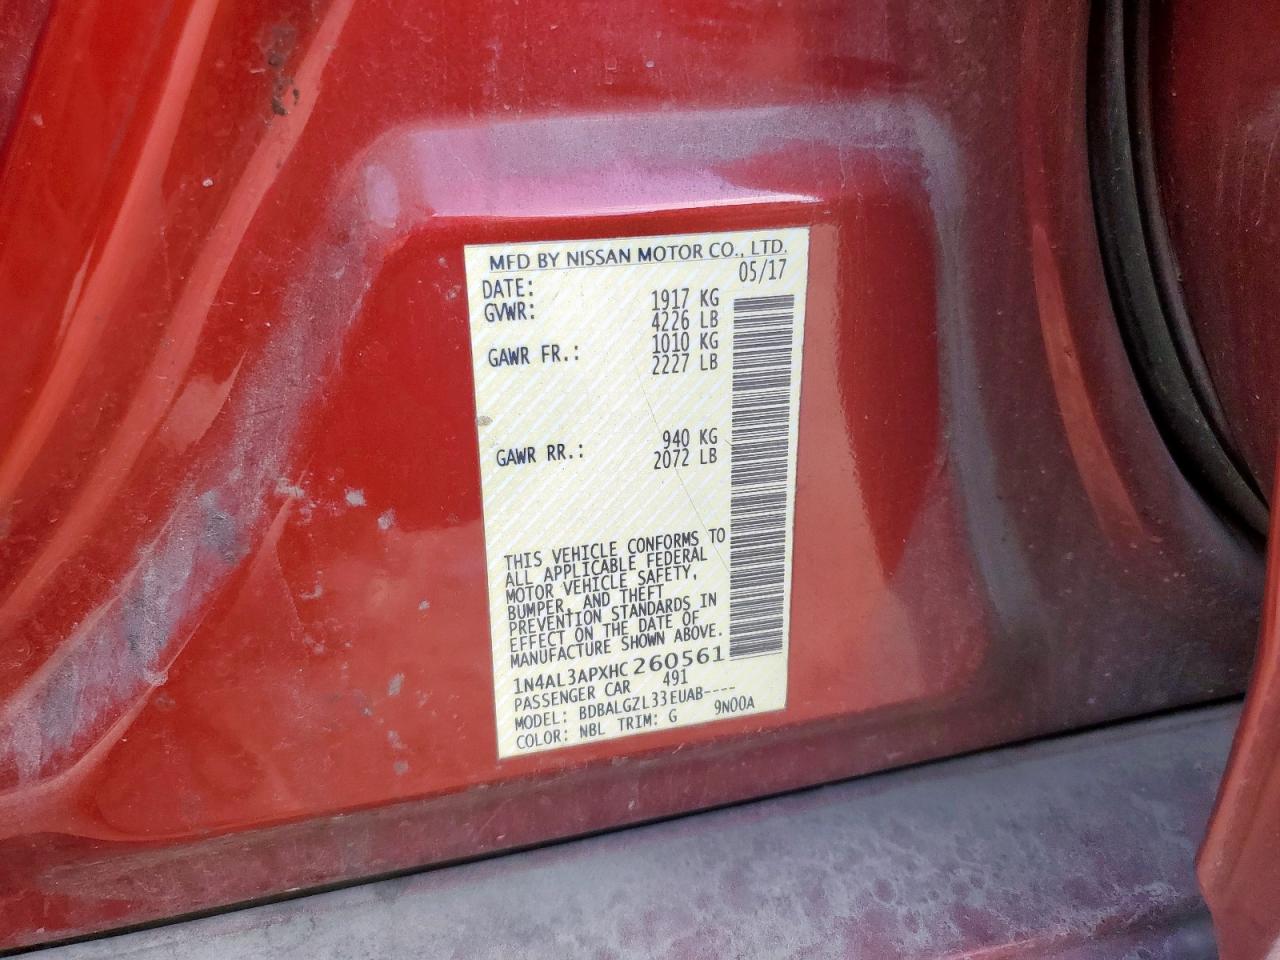 MFD BY NISSAN MOTOR CO., LTD.
DATE: 05/17
GVWR: 1917 KG
4226 LB
GAWR FR.: 1010 KG
2227 LB
GAWR RR.: 940 KG
2072 LB
THIS VEHICLE CONFORMS TO
ALL APPLICABLE FEDERAL
MOTOR VEHICLE SAFETY,
BUMPER, AND THEFT
PREVENTION STANDARDS IN
EFFECT ON THE DATE OF
MANUFACTURE SHOWN ABOVE.
1N4AL3APXHC260561
PASSENGER CAR 491
MODEL: BDBALGZL33EUAB----
COLOR: NBL TRIM: G 9N00A